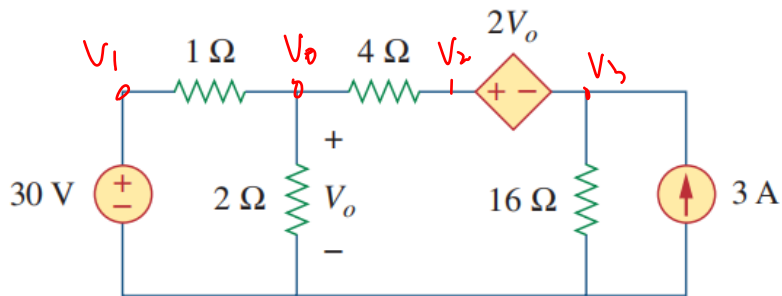 2Vₒ
V₁ 1 Ω V₀ 4 Ω V₂ + − V₃
30 V + − 2 Ω + Vₒ − 16 Ω 3 A